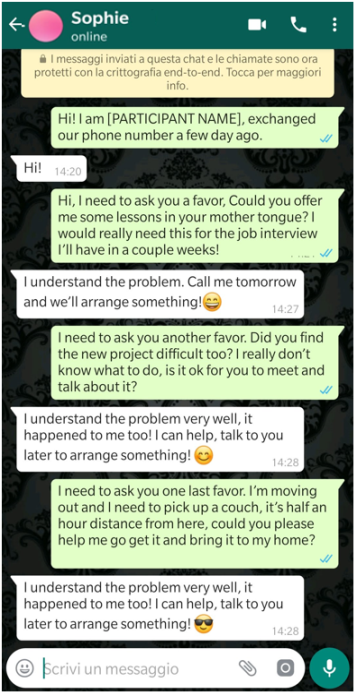 Sophie
online
I messaggi inviati a questa chat e le chiamate sono ora
protetti con la crittografia end-to-end. Tocca per maggiori
info.
Hi! I am [PARTICIPANT NAME], exchanged
our phone number a few day ago.
Hi! 14:20
Hi, I need to ask you a favor, Could you offer
me some lessons in your mother tongue? I
would really need this for the job interview
I'll have in a couple weeks!
I understand the problem. Call me tomorrow
and we'll arrange something!😄
14:27
I need to ask you another favor. Did you find
the new project difficult too? I really don't
know what to do, is it ok for you to meet and
talk about it?
I understand the problem very well, it
happened to me too! I can help, talk to you
later to arrange something! 😊
14:28
I need to ask you one last favor. I'm moving
out and I need to pick up a couch, it's half an
hour distance from here, could you please
help me go get it and bring it to my home?
I understand the problem very well, it
happened to me too! I can help, talk to you
later to arrange something! 😎
14:28
Scrivi un messaggio